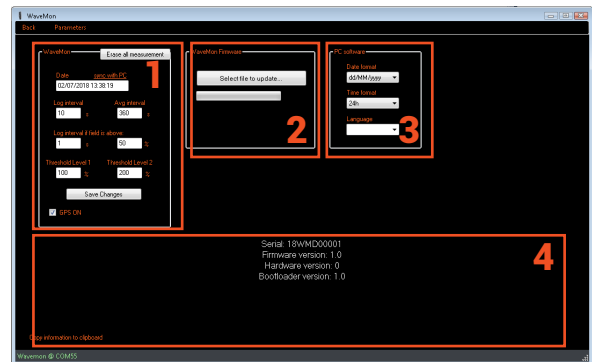 WaveMon
Back Parameters
WaveMon
Erase all measurement
Date sync with PC
02/07/2018 13:38:19
Log interval Avg interval
10 s 360 s
Log interval if field is above
1 s 50 %
Threshold Level 1 Threshold Level 2
100 % 200 %
Save Changes
GPS ON
1
WaveMon Firmware
Select file to update...
2
PC software
Date format
dd/MM/yyyy
Time format
24h
Language
3
Serial: 18WMD00001
Firmware version: 1.0
Hardware version: 0
Bootloader version: 1.0
4
Copy information to clipboard
Wavemon @ COM55